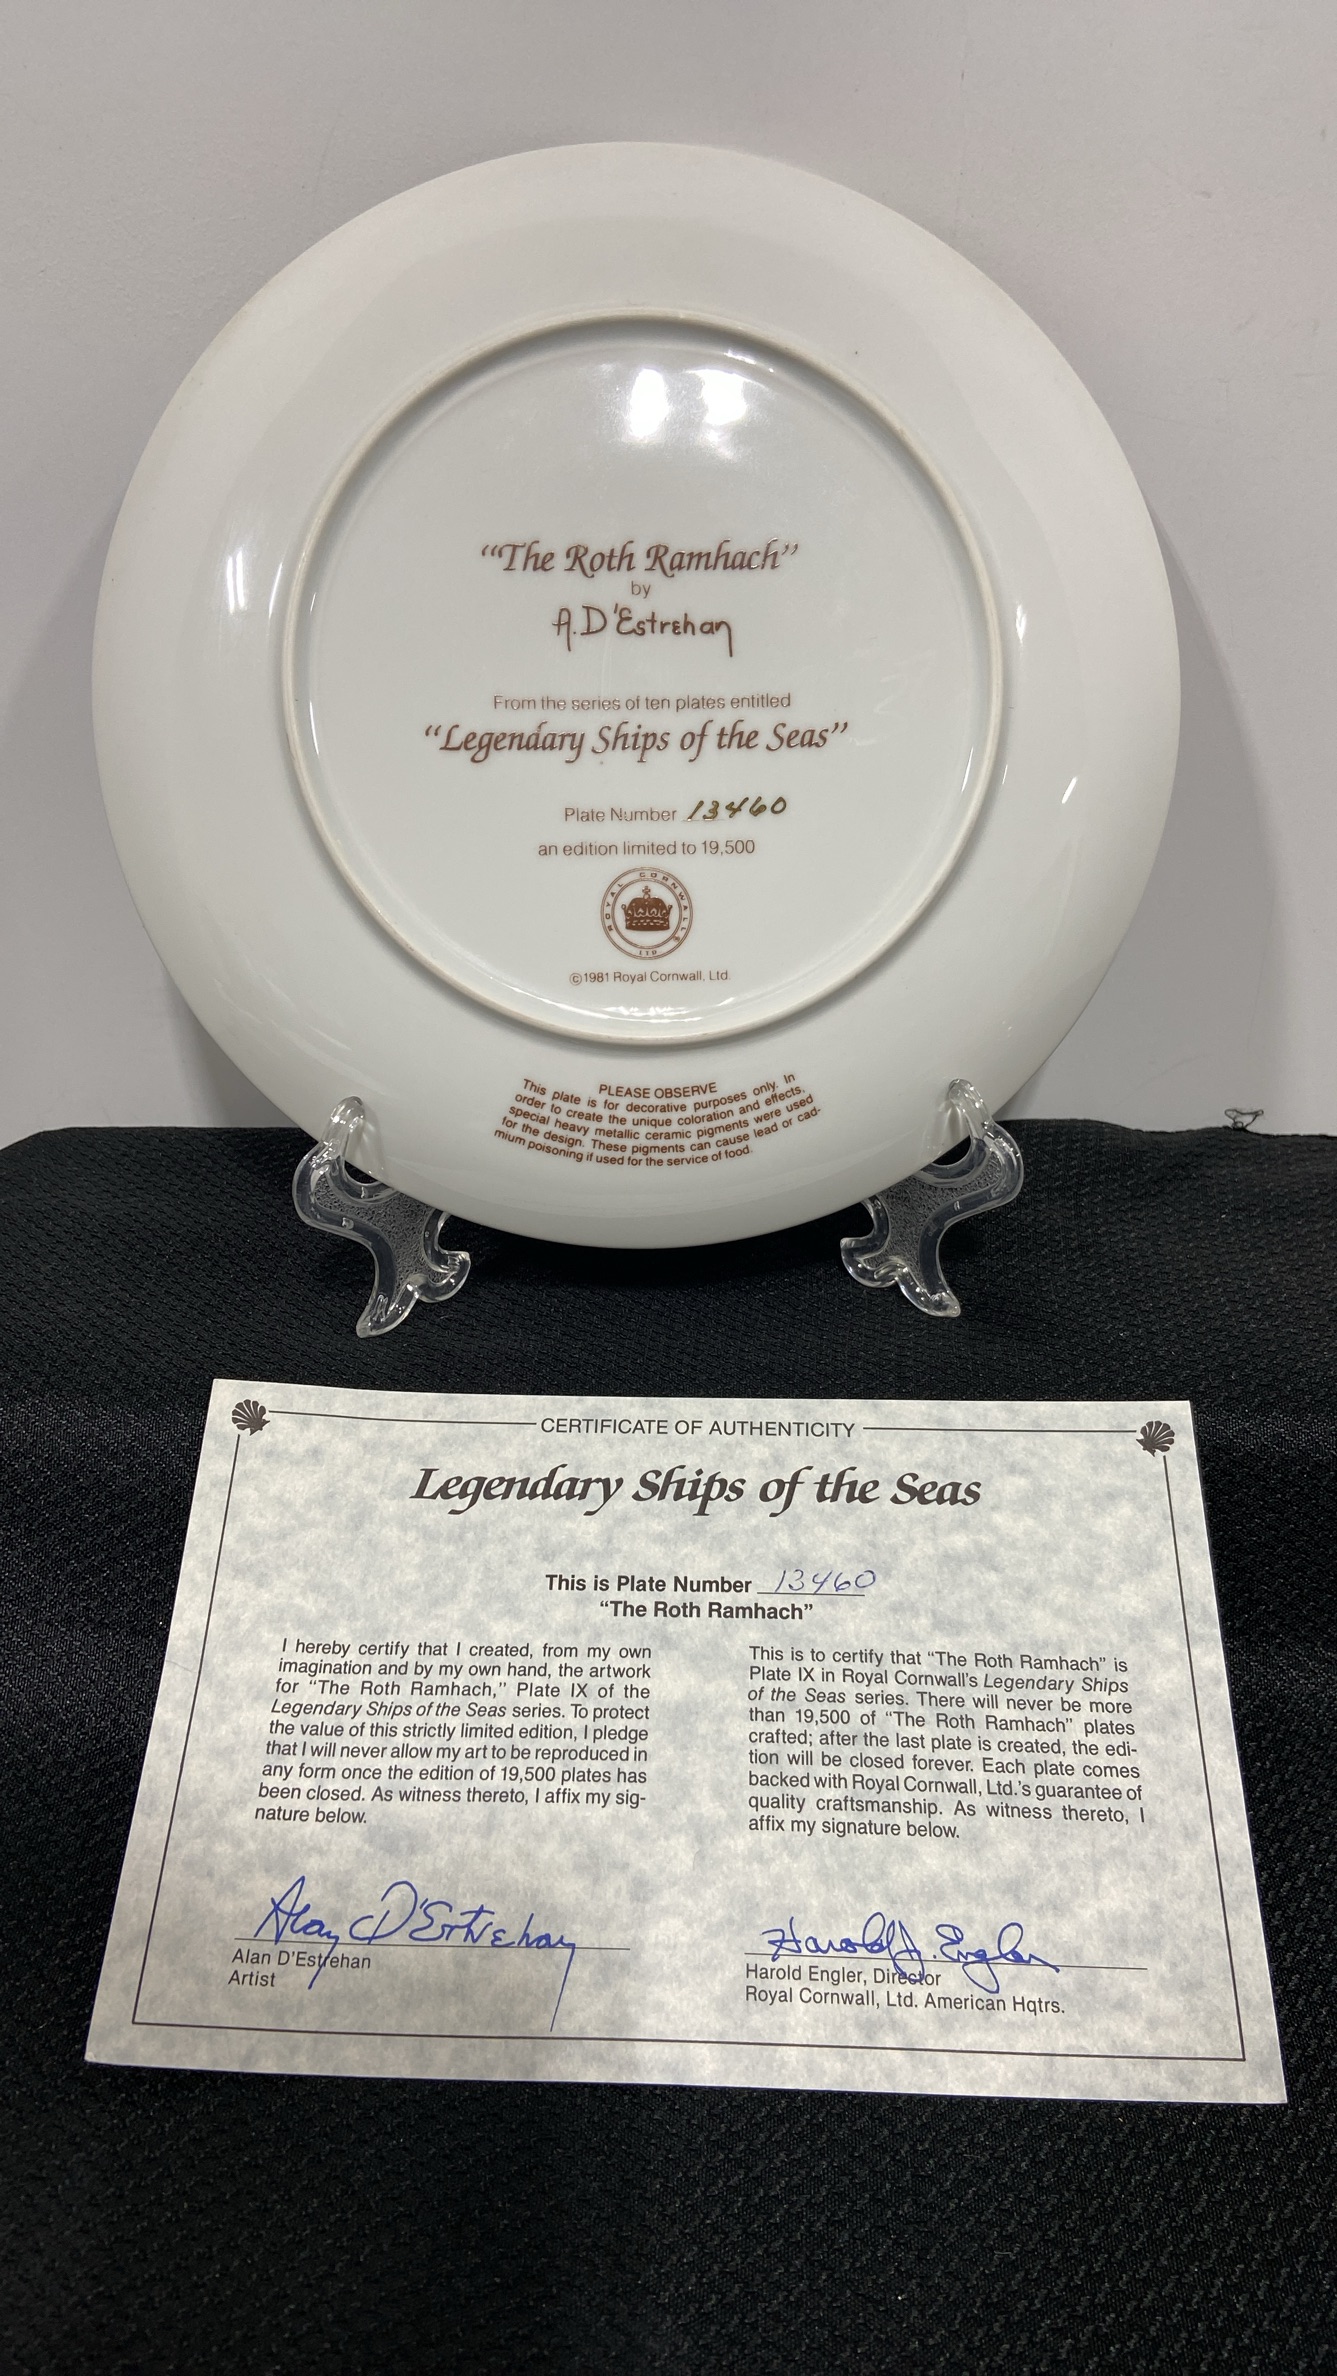 “The Roth Ramhach”
by
A. D'Estrehan
From the series of ten plates entitled
“Legendary Ships of the Seas”
Plate Number 13460
an edition limited to 19,500
ROYAL CORNWALL LTD
©1981 Royal Cornwall, Ltd.
PLEASE OBSERVE
This plate is for decorative purposes only. In
order to create the unique coloration and effects,
special heavy metallic ceramic pigments were used
for the design. These pigments can cause lead or cad-
mium poisoning if used for the service of food.
CERTIFICATE OF AUTHENTICITY
Legendary Ships of the Seas
This is Plate Number 13460
“The Roth Ramhach”
I hereby certify that I created, from my own
imagination and by my own hand, the artwork
for “The Roth Ramhach,” Plate IX of the
Legendary Ships of the Seas series. To protect
the value of this strictly limited edition, I pledge
that I will never allow my art to be reproduced in
any form once the edition of 19,500 plates has
been closed. As witness thereto, I affix my sig-
nature below.
Alan D'Estrehan
Alan D'Estrehan
Artist
This is to certify that “The Roth Ramhach” is
Plate IX in Royal Cornwall's Legendary Ships
of the Seas series. There will never be more
than 19,500 of “The Roth Ramhach” plates
crafted; after the last plate is created, the edi-
tion will be closed forever. Each plate comes
backed with Royal Cornwall, Ltd.'s guarantee of
quality craftsmanship. As witness thereto, I
affix my signature below.
Harold J. Engler
Harold Engler, Director
Royal Cornwall, Ltd. American Hqtrs.